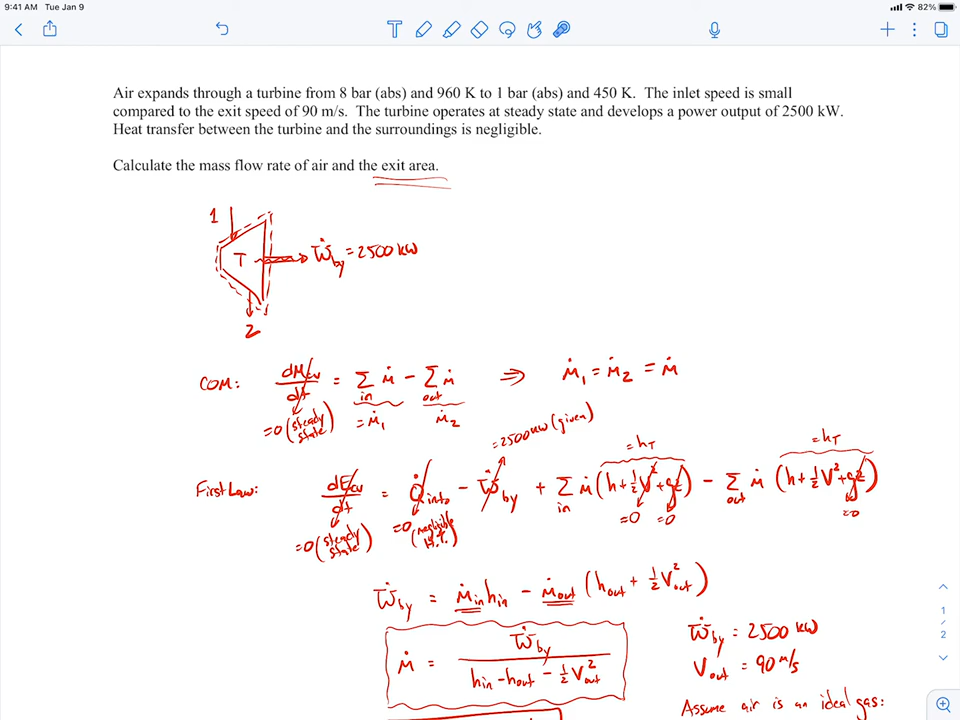 9:41 AM Tue Jan 9
82%
Air expands through a turbine from 8 bar (abs) and 960 K to 1 bar (abs) and 450 K. The inlet speed is small
compared to the exit speed of 90 m/s. The turbine operates at steady state and develops a power output of 2500 kW.
Heat transfer between the turbine and the surroundings is negligible.
Calculate the mass flow rate of air and the exit area.
1
T
Ẇby = 2500 kW
2
COM: dMcv/dt = Σin ṁ − Σout ṁ ⇒ ṁ1 = ṁ2 = ṁ
=0 (steady state) = ṁ1 ṁ2
=2500 kW (given) =hT =hT
First Law: dEcv/dt = Q̇into − Ẇby + Σin ṁ (h + ½V² + gz) − Σout ṁ (h + ½V² + gz)
=0 (steady state) =0 (negligible H.T.) =0 =0 =0
Ẇby = ṁin hin − ṁout (hout + ½V²out)
ṁ = Ẇby / (hin − hout − ½V²out)
Ẇby = 2500 kW
Vout = 90 m/s
Assume air is an ideal gas:
1
/
2